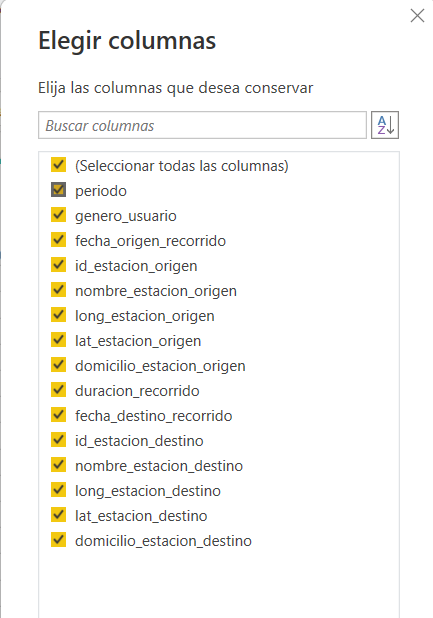 Elegir columnas
Elija las columnas que desea conservar
Buscar columnas
A
Z
(Seleccionar todas las columnas)
periodo
genero_usuario
fecha_origen_recorrido
id_estacion_origen
nombre_estacion_origen
long_estacion_origen
lat_estacion_origen
domicilio_estacion_origen
duracion_recorrido
fecha_destino_recorrido
id_estacion_destino
nombre_estacion_destino
long_estacion_destino
lat_estacion_destino
domicilio_estacion_destino